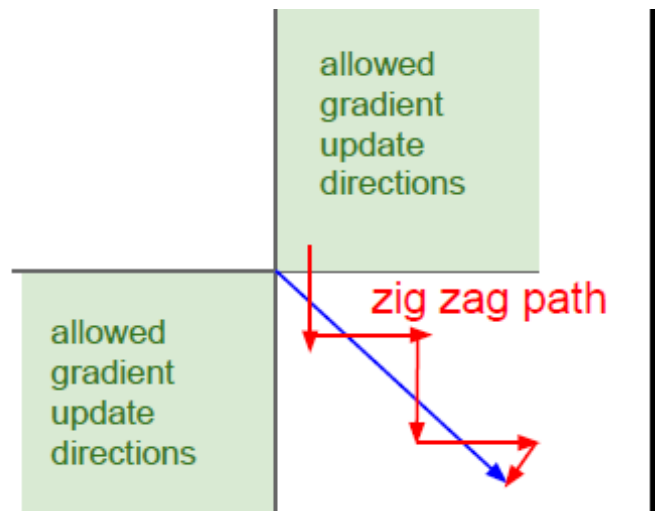 allowed
gradient
update
directions
zig zag path
allowed
gradient
update
directions